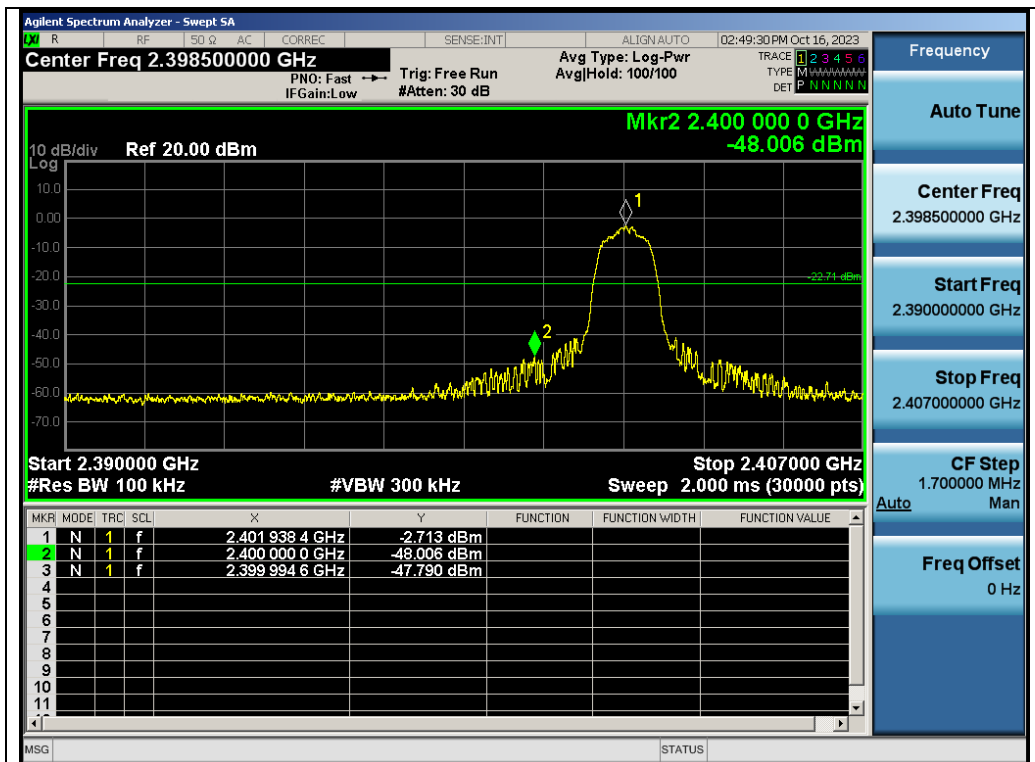 Agilent Spectrum Analyzer - Swept SA
LXI R RF 50 Ω AC CORREC SENSE:INT ALIGN AUTO 02:49:30 PM Oct 16, 2023
Center Freq 2.398500000 GHz
PNO: Fast
IFGain:Low
Trig: Free Run
#Atten: 30 dB
Avg Type: Log-Pwr
Avg|Hold: 100/100
TRACE 1 2 3 4 5 6
TYPE M
DET P N N N N N
Mkr2 2.400 000 0 GHz
-48.006 dBm
10 dB/div Ref 20.00 dBm
Log
10.0
0.00
-10.0
-20.0
-30.0
-40.0
-50.0
-60.0
-70.0
1
2
-22.71 dBm
Start 2.390000 GHz Stop 2.407000 GHz
#Res BW 100 kHz #VBW 300 kHz Sweep 2.000 ms (30000 pts)
MKR MODE TRC SCL X Y FUNCTION FUNCTION WIDTH FUNCTION VALUE
1 N 1 f 2.401 938 4 GHz -2.713 dBm
2 N 1 f 2.400 000 0 GHz -48.006 dBm
3 N 1 f 2.399 994 6 GHz -47.790 dBm
4
5
6
7
8
9
10
11
MSG STATUS
Frequency
Auto Tune
Center Freq
2.398500000 GHz
Start Freq
2.390000000 GHz
Stop Freq
2.407000000 GHz
CF Step
1.700000 MHz
Auto Man
Freq Offset
0 Hz